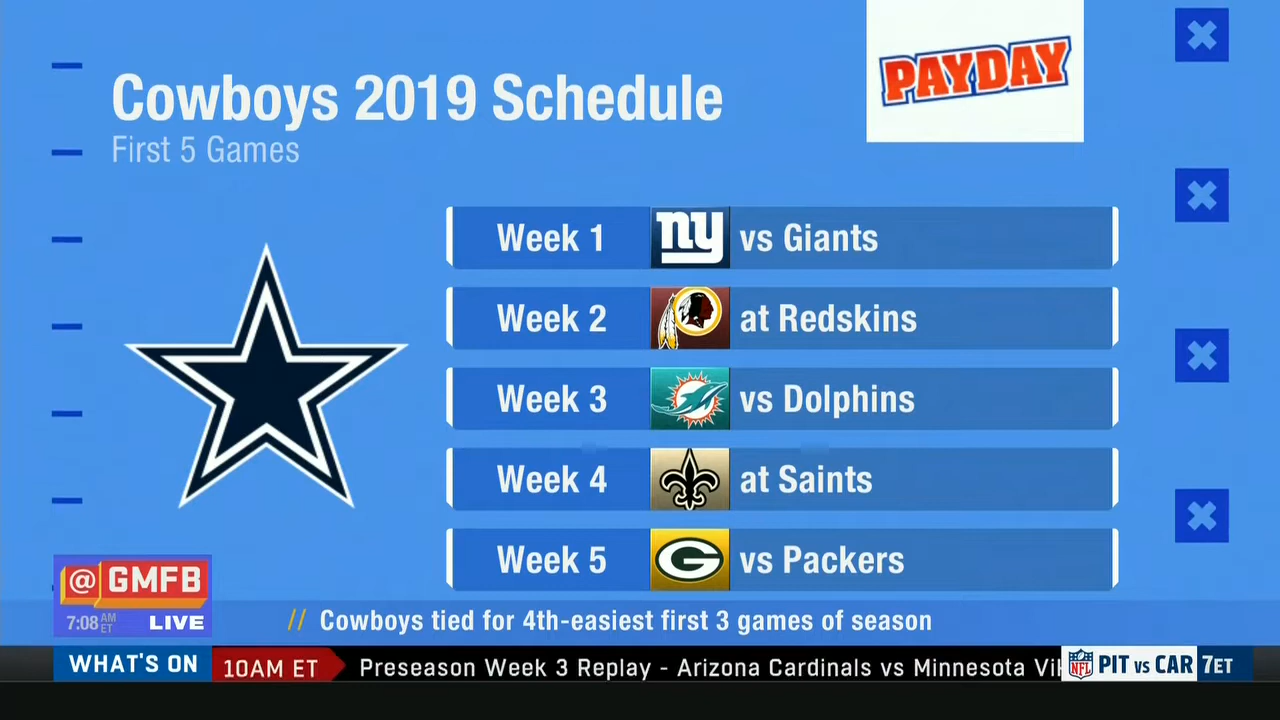 Cowboys 2019 Schedule
First 5 Games
PAYDAY
Week 1 ny vs Giants
Week 2 at Redskins
Week 3 vs Dolphins
Week 4 at Saints
Week 5 G vs Packers
@GMFB
7:08 AM ET LIVE
// Cowboys tied for 4th-easiest first 3 games of season
WHAT'S ON 10AM ET Preseason Week 3 Replay - Arizona Cardinals vs Minnesota Vi
NFL PIT vs CAR 7ET